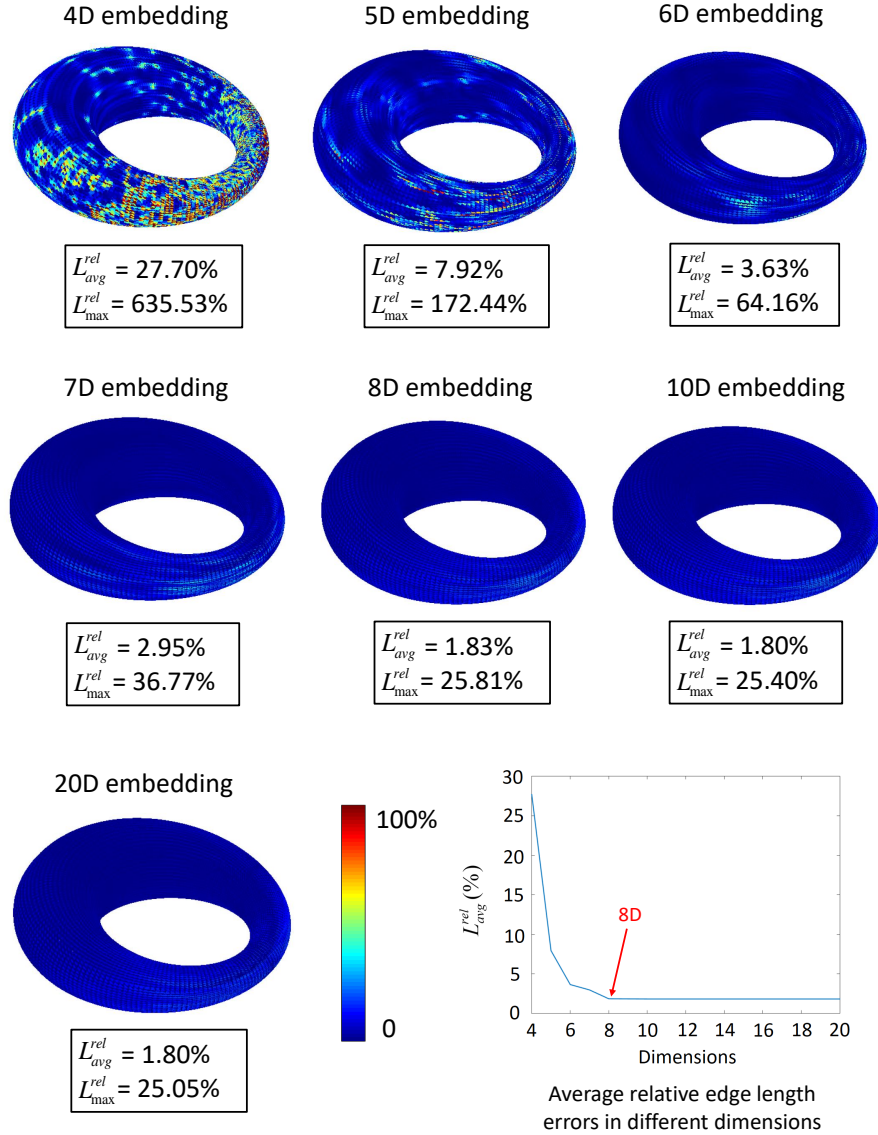 4D embedding
5D embedding
6D embedding
L_avg^rel = 27.70%
L_max^rel = 635.53%
L_avg^rel = 7.92%
L_max^rel = 172.44%
L_avg^rel = 3.63%
L_max^rel = 64.16%
7D embedding
8D embedding
10D embedding
L_avg^rel = 2.95%
L_max^rel = 36.77%
L_avg^rel = 1.83%
L_max^rel = 25.81%
L_avg^rel = 1.80%
L_max^rel = 25.40%
20D embedding
L_avg^rel = 1.80%
L_max^rel = 25.05%
100%
0
L_avg^rel (%)
30
25
20
15
10
5
0
8D
4 6 8 10 12 14 16 18 20
Dimensions
Average relative edge length
errors in different dimensions